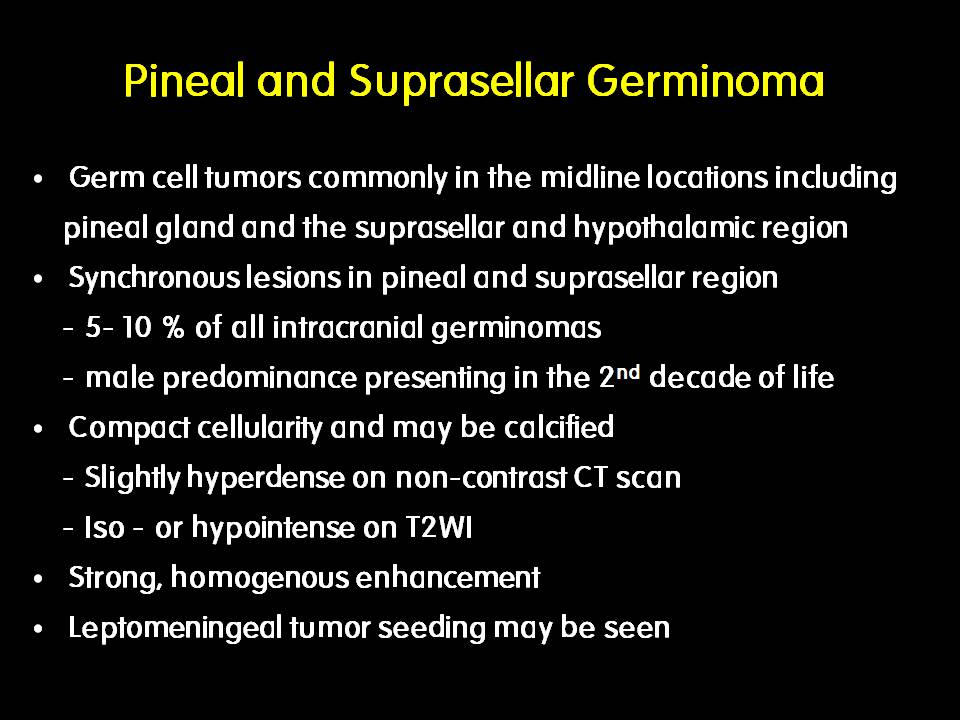 Pineal and Suprasellar Germinoma
• Germ cell tumors commonly in the midline locations including
pineal gland and the suprasellar and hypothalamic region
• Synchronous lesions in pineal and suprasellar region
- 5- 10 % of all intracranial germinomas
- male predominance presenting in the 2nd decade of life
• Compact cellularity and may be calcified
- Slightly hyperdense on non-contrast CT scan
- Iso - or hypointense on T2WI
• Strong, homogenous enhancement
• Leptomeningeal tumor seeding may be seen